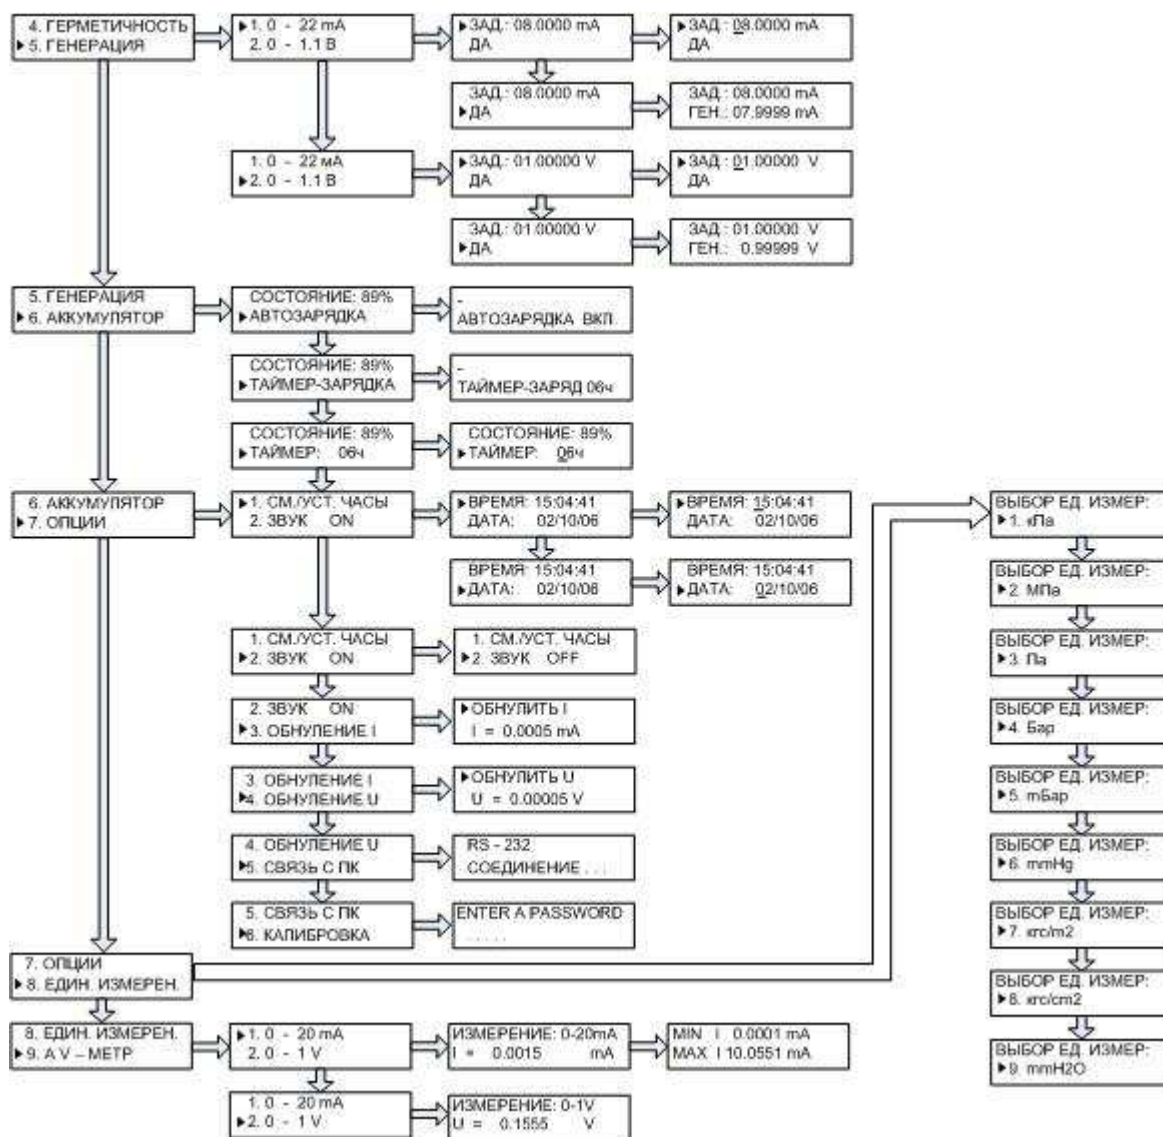 4. ГЕРМЕТИЧНОСТЬ
▶5. ГЕНЕРАЦИЯ
▶1. 0 - 22 mA
2. 0 - 1.1 В
▶ЗАД.: 08.0000 mA
ДА
▶ЗАД.: 08.0000 mA
ДА
ЗАД.: 08.0000 mA
▶ДА
ЗАД.: 08.0000 mA
ГЕН.: 07.9999 mA
1. 0 - 22 мА
▶2. 0 - 1.1 В
▶ЗАД.: 01.00000 V
ДА
▶ЗАД.: 01.00000 V
ДА
ЗАД.: 01.00000 V
▶ДА
ЗАД.: 01.00000 V
ГЕН.: 0.99999 V
5. ГЕНЕРАЦИЯ
▶6. АККУМУЛЯТОР
СОСТОЯНИЕ: 89%
▶АВТОЗАРЯДКА
-
АВТОЗАРЯДКА ВКЛ
СОСТОЯНИЕ: 89%
▶ТАЙМЕР-ЗАРЯДКА
-
ТАЙМЕР-ЗАРЯД 06ч
СОСТОЯНИЕ: 89%
▶ТАЙМЕР: 06ч
СОСТОЯНИЕ: 89%
▶ТАЙМЕР: 06ч
6. АККУМУЛЯТОР
▶7. ОПЦИИ
▶1. СМ./УСТ. ЧАСЫ
2. ЗВУК ON
▶ВРЕМЯ: 15:04:41
ДАТА: 02/10/06
▶ВРЕМЯ: 15:04:41
ДАТА: 02/10/06
ВРЕМЯ: 15:04:41
▶ДАТА: 02/10/06
ВРЕМЯ: 15:04:41
▶ДАТА: 02/10/06
1. СМ./УСТ. ЧАСЫ
▶2. ЗВУК ON
1. СМ./УСТ. ЧАСЫ
▶2. ЗВУК OFF
2. ЗВУК ON
▶3. ОБНУЛЕНИЕ I
▶ОБНУЛИТЬ I
I = 0.0005 mA
3. ОБНУЛЕНИЕ I
▶4. ОБНУЛЕНИЕ U
▶ОБНУЛИТЬ U
U = 0.00005 V
4. ОБНУЛЕНИЕ U
▶5. СВЯЗЬ С ПК
RS - 232
СОЕДИНЕНИЕ . . .
5. СВЯЗЬ С ПК
▶6. КАЛИБРОВКА
ENTER A PASSWORD
. . . . .
7. ОПЦИИ
▶8. ЕДИН. ИЗМЕРЕН.
8. ЕДИН. ИЗМЕРЕН.
▶9. A V – МЕТР
▶1. 0 - 20 mA
2. 0 - 1 V
ИЗМЕРЕНИЕ: 0-20mA
I = 0.0015 mA
MIN I 0.0001 mA
MAX I 10.0551 mA
1. 0 - 20 mA
▶2. 0 - 1 V
ИЗМЕРЕНИЕ: 0-1V
U = 0.1555 V
ВЫБОР ЕД. ИЗМЕР:
▶1. кПа
ВЫБОР ЕД. ИЗМЕР:
▶2. МПа
ВЫБОР ЕД. ИЗМЕР:
▶3. Па
ВЫБОР ЕД. ИЗМЕР:
▶4. Бар
ВЫБОР ЕД. ИЗМЕР:
▶5. mБар
ВЫБОР ЕД. ИЗМЕР:
▶6. mmHg
ВЫБОР ЕД. ИЗМЕР:
▶7. кгс/m2
ВЫБОР ЕД. ИЗМЕР:
▶8. кгс/cm2
ВЫБОР ЕД. ИЗМЕР:
▶9. mmH2O